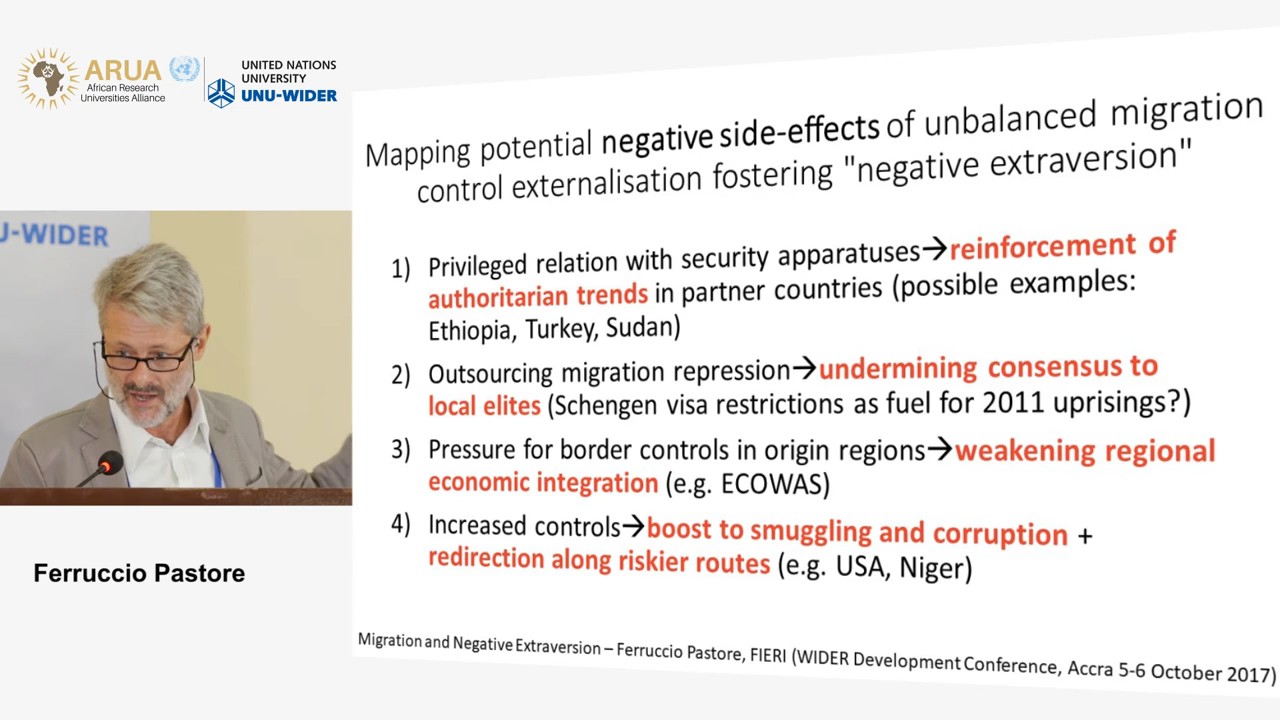 ARUA
African Research
Universities Alliance
UNITED NATIONS
UNIVERSITY
UNU-WIDER
Mapping potential negative side-effects of unbalanced migration
control externalisation fostering "negative extraversion"
1) Privileged relation with security apparatuses→reinforcement of
authoritarian trends in partner countries (possible examples:
Ethiopia, Turkey, Sudan)
2) Outsourcing migration repression→undermining consensus to
local elites (Schengen visa restrictions as fuel for 2011 uprisings?)
3) Pressure for border controls in origin regions→weakening regional
economic integration (e.g. ECOWAS)
4) Increased controls→boost to smuggling and corruption +
redirection along riskier routes (e.g. USA, Niger)
Migration and Negative Extraversion – Ferruccio Pastore, FIERI (WIDER Development Conference, Accra 5-6 October 2017)
U-WIDER
Ferruccio Pastore